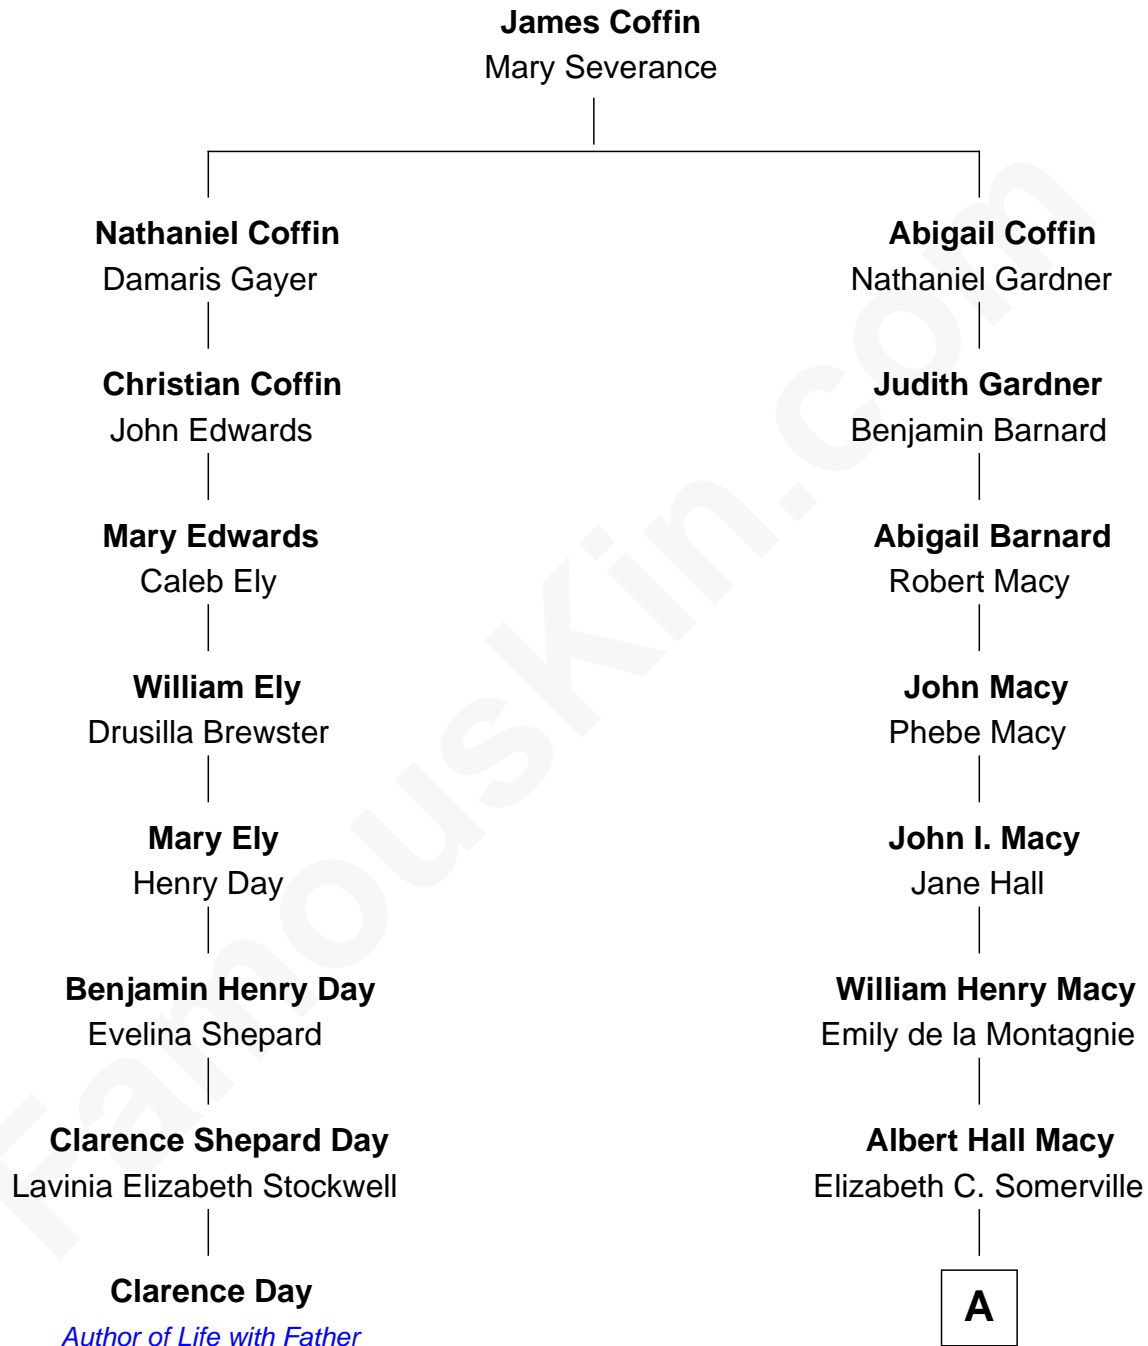 James Coffin
Mary Severance
Nathaniel Coffin
Damaris Gayer
Abigail Coffin
Nathaniel Gardner
Christian Coffin
John Edwards
Judith Gardner
Benjamin Barnard
Mary Edwards
Caleb Ely
Abigail Barnard
Robert Macy
William Ely
Drusilla Brewster
John Macy
Phebe Macy
Mary Ely
Henry Day
John I. Macy
Jane Hall
Benjamin Henry Day
Evelina Shepard
William Henry Macy
Emily de la Montagnie
Clarence Shepard Day
Lavinia Elizabeth Stockwell
Albert Hall Macy
Elizabeth C. Somerville
Clarence Day
Author of Life with Father
A
FamousKin.com